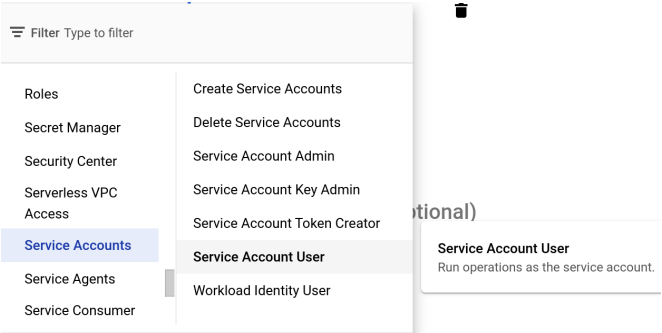 Filter Type to filter
Roles
Secret Manager
Security Center
Serverless VPC
Access
Service Accounts
Service Agents
Service Consumer
Create Service Accounts
Delete Service Accounts
Service Account Admin
Service Account Key Admin
Service Account Token Creator
Service Account User
Workload Identity User
otional)
Service Account User
Run operations as the service account.